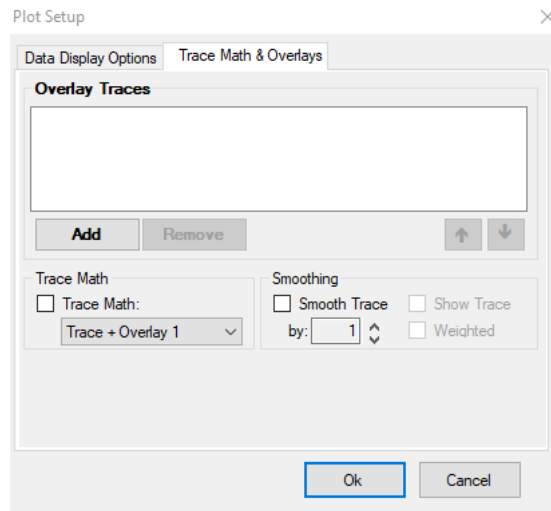 Plot Setup
Data Display Options
Trace Math & Overlays
Overlay Traces
Add
Remove
Trace Math
Trace Math:
Trace + Overlay 1
Smoothing
Smooth Trace
Show Trace
by: 1
Weighted
Ok
Cancel